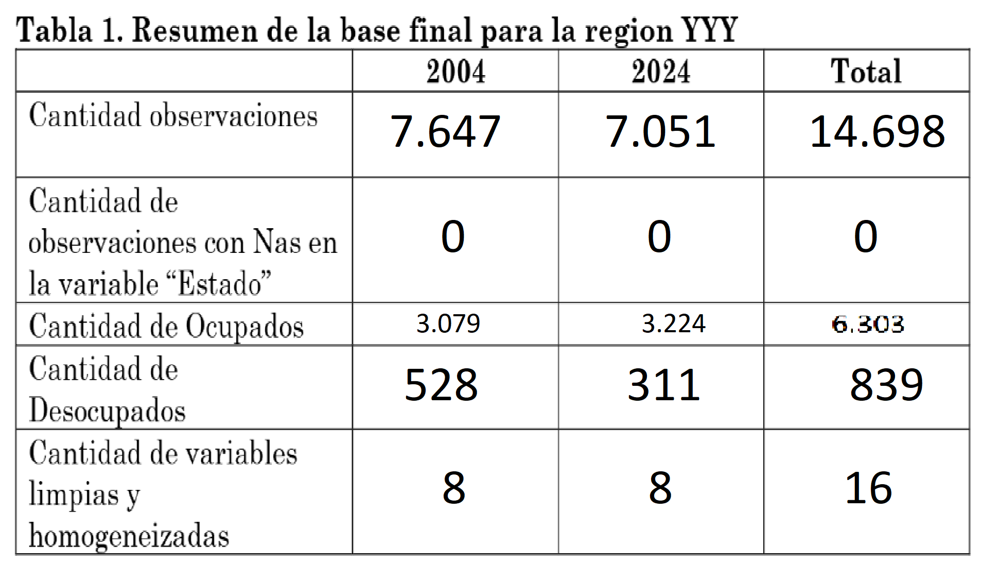 Tabla 1. Resumen de la base final para la region YYY
2004 2024 Total
Cantidad observaciones 7.647 7.051 14.698
Cantidad de
observaciones con Nas en 0 0 0
la variable “Estado”
Cantidad de Ocupados 3.079 3.224 6.303
Cantidad de 528 311 839
Desocupados
Cantidad de variables
limpias y 8 8 16
homogeneizadas